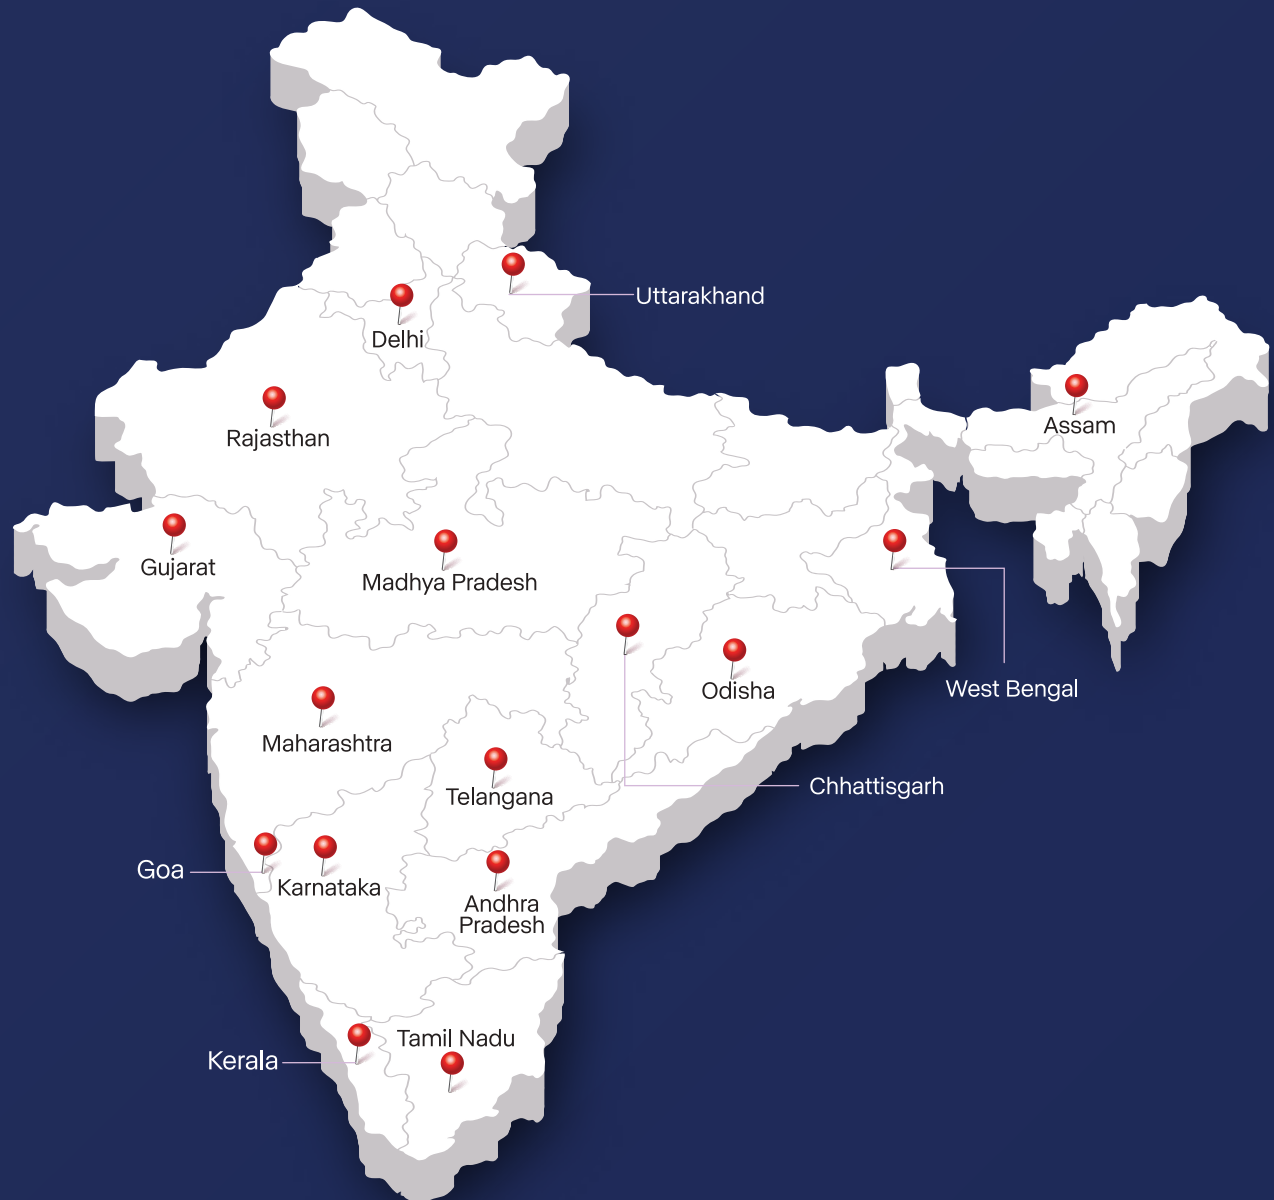 Uttarakhand
Delhi
Rajasthan
Assam
Gujarat
Madhya Pradesh
Odisha
West Bengal
Maharashtra
Telangana
Chhattisgarh
Goa
Karnataka
Andhra
Pradesh
Tamil Nadu
Kerala